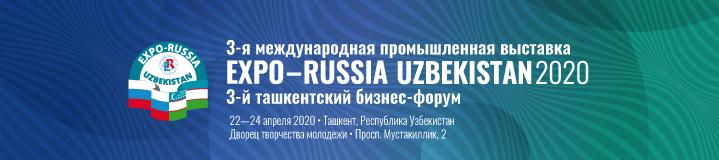 EXPO-RUSSIA
UZBEKISTAN
3-я международная промышленная выставка
EXPO–RUSSIA UZBEKISTAN 2020
3-й ташкентский бизнес-форум
22—24 апреля 2020 • Ташкент, Республика Узбекистан
Дворец творчества молодежи • Просп. Мустакиллик, 2